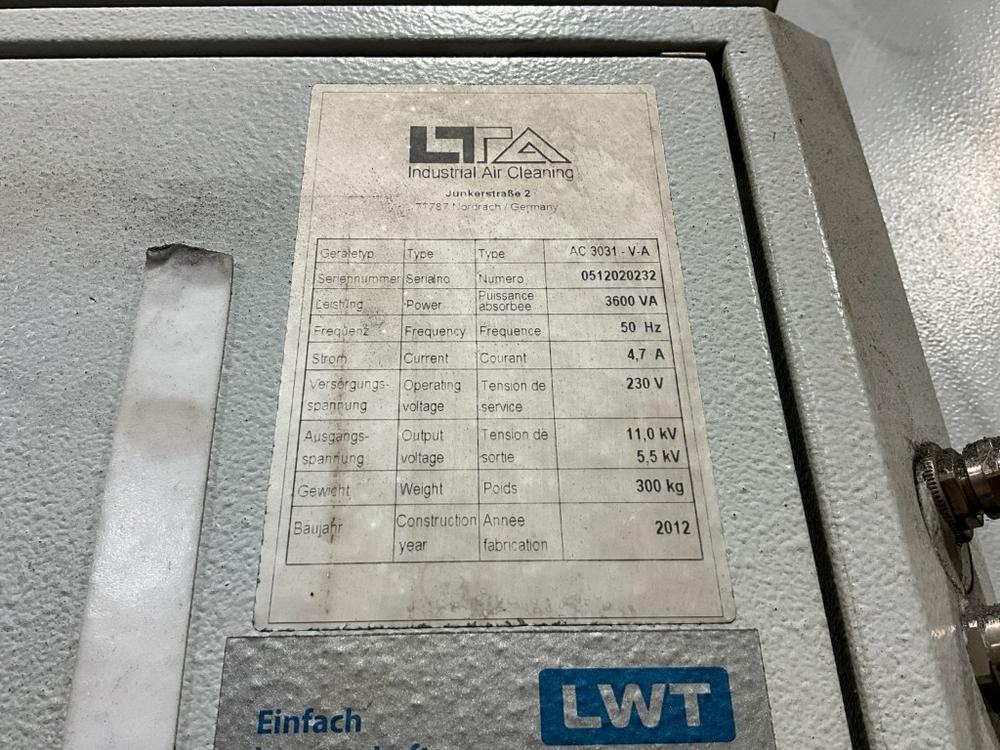 LTA
Industrial Air Cleaning
Junkerstraße 2
77787 Nordrach / Germany
Gerätetyp Type Type AC 3031 - V-A
Seriennummer Serialno Numero 0512020232
Leistung Power Puissance absorbée 3600 VA
Frequenz Frequency Frequence 50 Hz
Strom Current Courant 4,7 A
Versorgungs- Operating Tension de 230 V
spannung voltage service
Ausgangs- Output Tension de 11,0 kV
spannung voltage sortie 5,5 kV
Gewicht Weight Poids 300 kg
Baujahr Construction Année 2012
year fabrication
LWT
Einfach